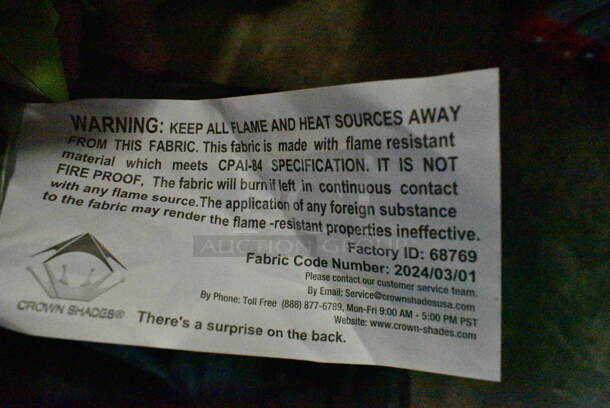 WARNING: KEEP ALL FLAME AND HEAT SOURCES AWAY
FROM THIS FABRIC. This fabric is made with flame resistant
material which meets CPAI-84 SPECIFICATION. IT IS NOT
FIRE PROOF, The fabric will burn if left in continuous contact
with any flame source.The application of any foreign substance
to the fabric may render the flame -resistant properties ineffective.
Factory ID: 68769
Fabric Code Number: 2024/03/01
Please contact our customer service team.
By Email: Service@crownshadesusa.com
By Phone: Toll Free (888) 877-6789, Mon-Fri 9:00 AM - 5:00 PM PST
Website: www.crown-shades.com
CROWN SHADES®
There's a surprise on the back.
AUCTION GROUP